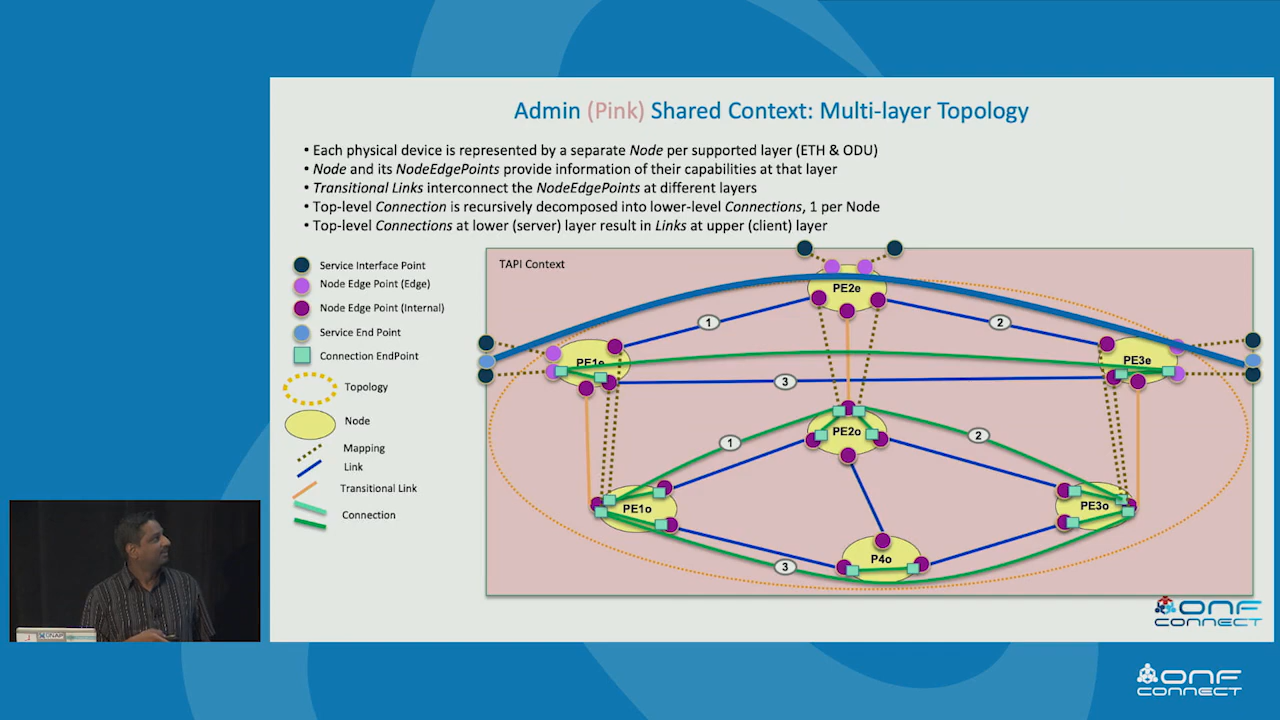 Admin (Pink) Shared Context: Multi-layer Topology
• Each physical device is represented by a separate Node per supported layer (ETH & ODU)
• Node and its NodeEdgePoints provide information of their capabilities at that layer
• Transitional Links interconnect the NodeEdgePoints at different layers
• Top-level Connection is recursively decomposed into lower-level Connections, 1 per Node
• Top-level Connections at lower (server) layer result in Links at upper (client) layer
Service Interface Point
Node Edge Point (Edge)
Node Edge Point (Internal)
Service End Point
Connection EndPoint
Topology
Node
Mapping
Link
Transitional Link
Connection
TAPI Context
PE2e
1
2
PE1e
PE3e
3
PE2o
1
2
PE1o
PE3o
P4o
3
ONF
CONNECT
ONF
CONNECT